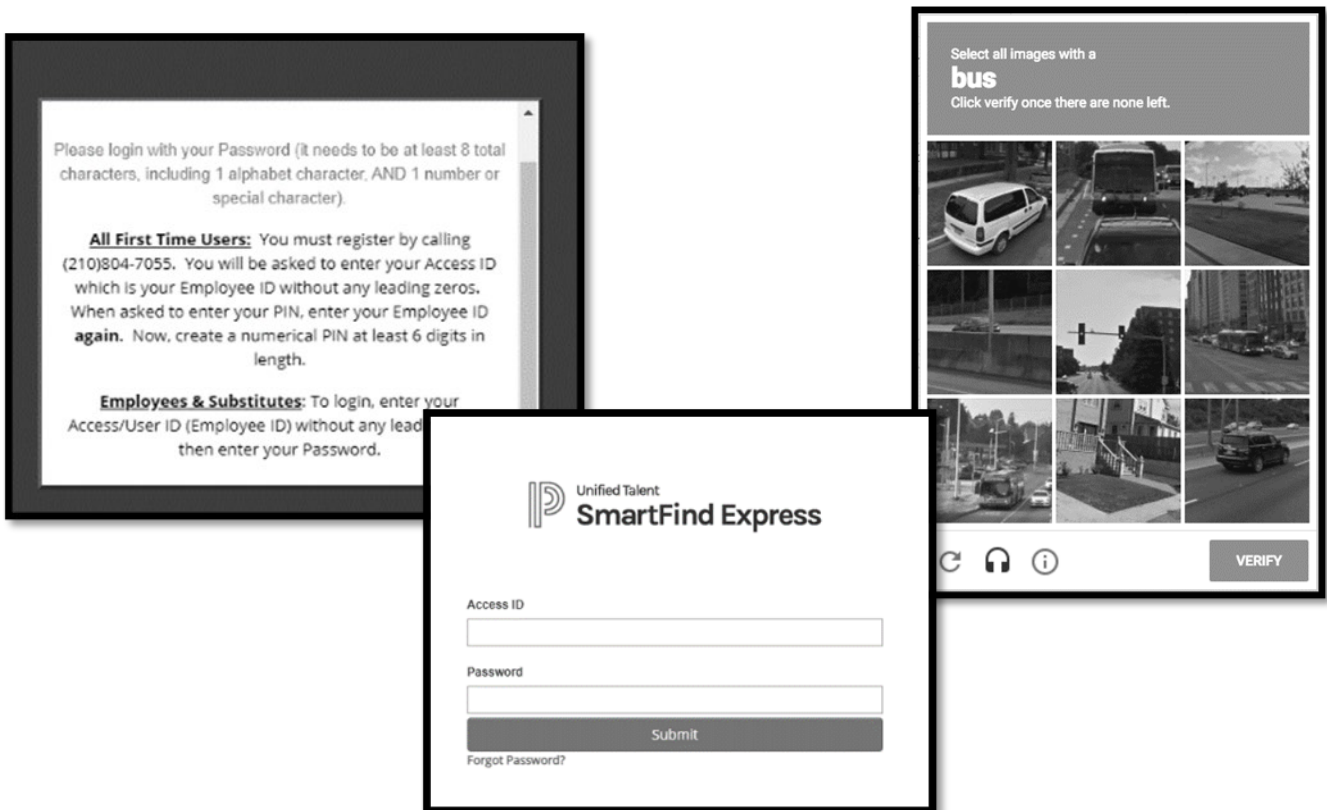 Please login with your Password (it needs to be at least 8 total
characters, including 1 alphabet character, AND 1 number or
special character).
All First Time Users: You must register by calling
(210)804-7055. You will be asked to enter your Access ID
which is your Employee ID without any leading zeros.
When asked to enter your PIN, enter your Employee ID
again. Now, create a numerical PIN at least 6 digits in
length.
Employees & Substitutes: To login, enter your
Access/User ID (Employee ID) without any
then enter your Password.
Unified Talent
SmartFind Express
Access ID
Password
Submit
Forgot Password?
Select all images with a
bus
Click verify once there are none left.
VERIFY